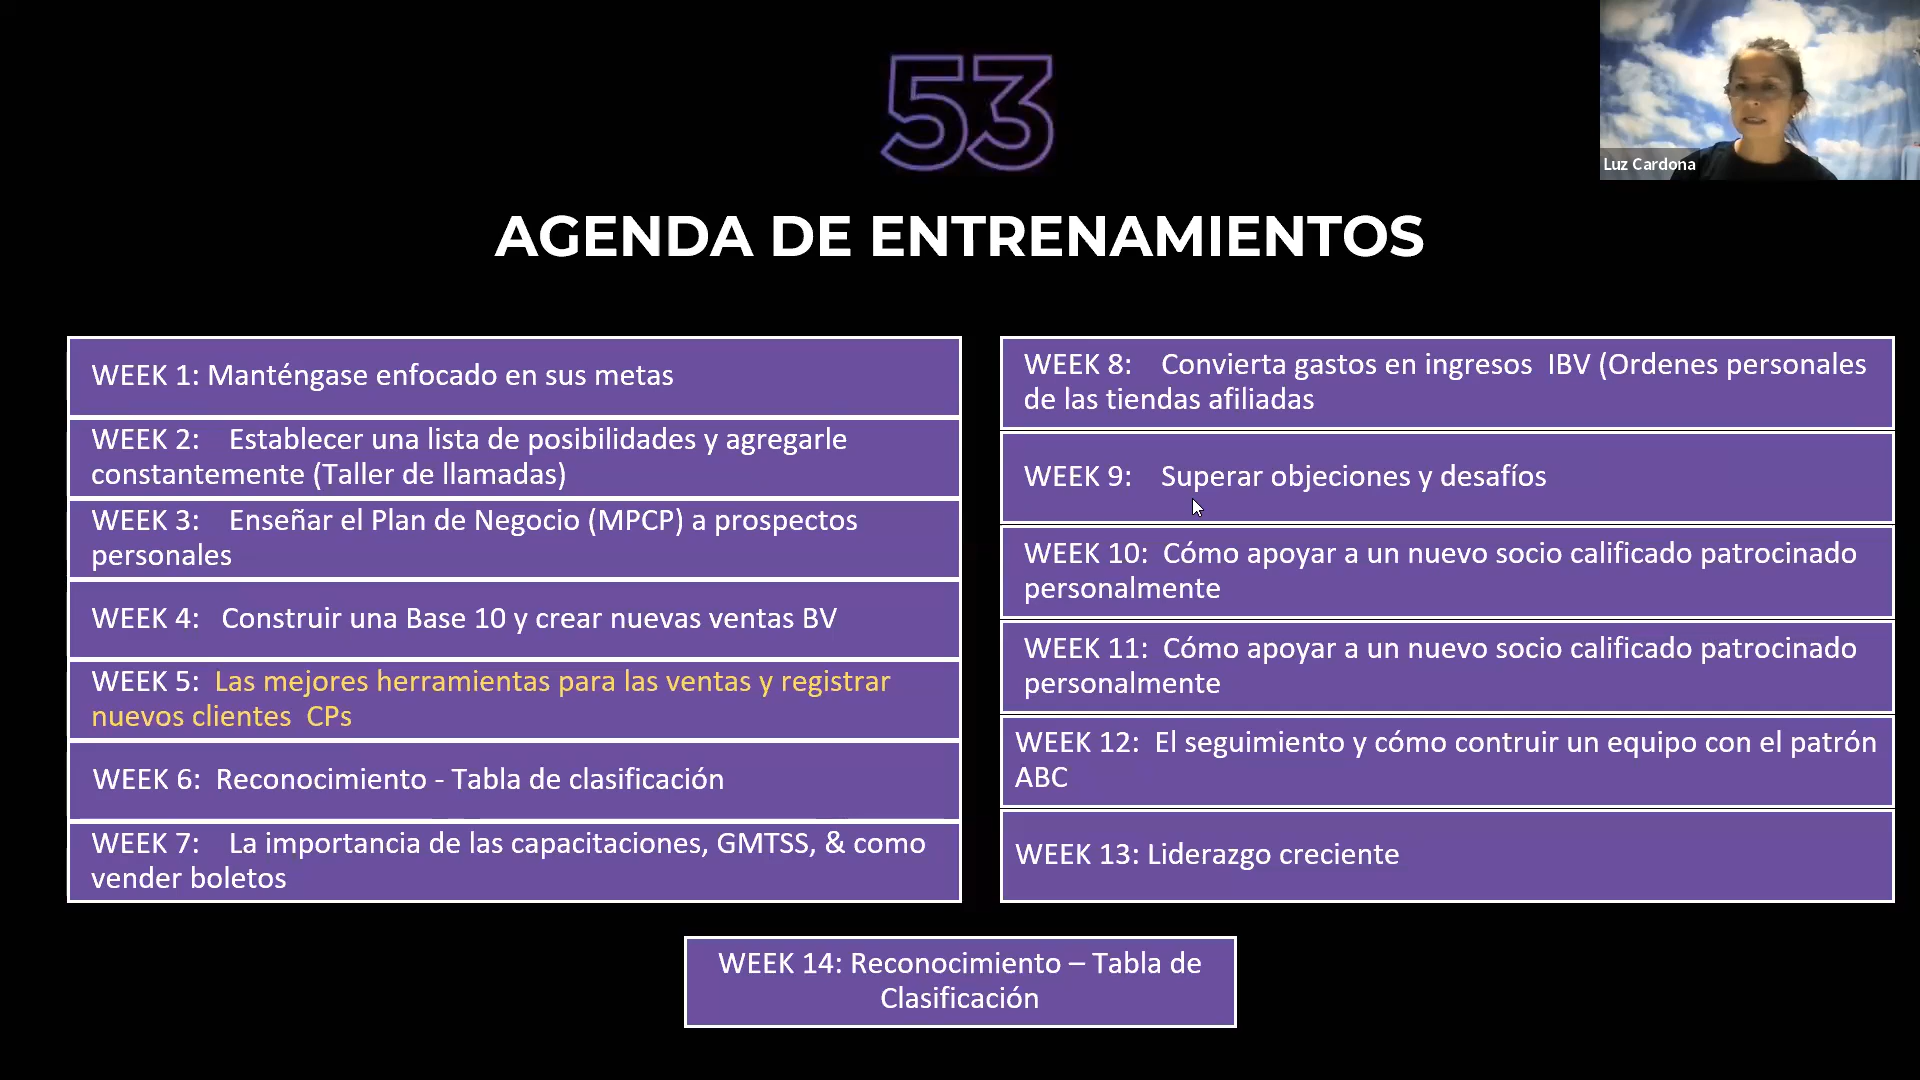 53
Luz Cardona
AGENDA DE ENTRENAMIENTOS
WEEK 1: Manténgase enfocado en sus metas
WEEK 2: Establecer una lista de posibilidades y agregarle
constantemente (Taller de llamadas)
WEEK 3: Enseñar el Plan de Negocio (MPCP) a prospectos
personales
WEEK 4: Construir una Base 10 y crear nuevas ventas BV
WEEK 5: Las mejores herramientas para las ventas y registrar
nuevos clientes CPs
WEEK 6: Reconocimiento - Tabla de clasificación
WEEK 7: La importancia de las capacitaciones, GMTSS, & como
vender boletos
WEEK 8: Convierta gastos en ingresos IBV (Ordenes personales
de las tiendas afiliadas
WEEK 9: Superar objeciones y desafíos
WEEK 10: Cómo apoyar a un nuevo socio calificado patrocinado
personalmente
WEEK 11: Cómo apoyar a un nuevo socio calificado patrocinado
personalmente
WEEK 12: El seguimiento y cómo contruir un equipo con el patrón
ABC
WEEK 13: Liderazgo creciente
WEEK 14: Reconocimiento – Tabla de
Clasificación